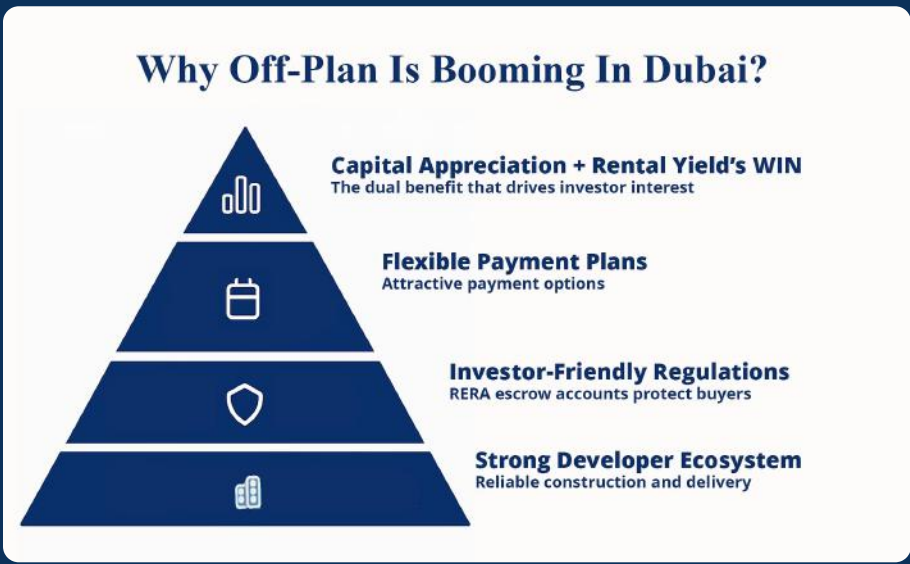 Why Off-Plan Is Booming In Dubai?
Capital Appreciation + Rental Yield's WIN
The dual benefit that drives investor interest
Flexible Payment Plans
Attractive payment options
Investor-Friendly Regulations
RERA escrow accounts protect buyers
Strong Developer Ecosystem
Reliable construction and delivery